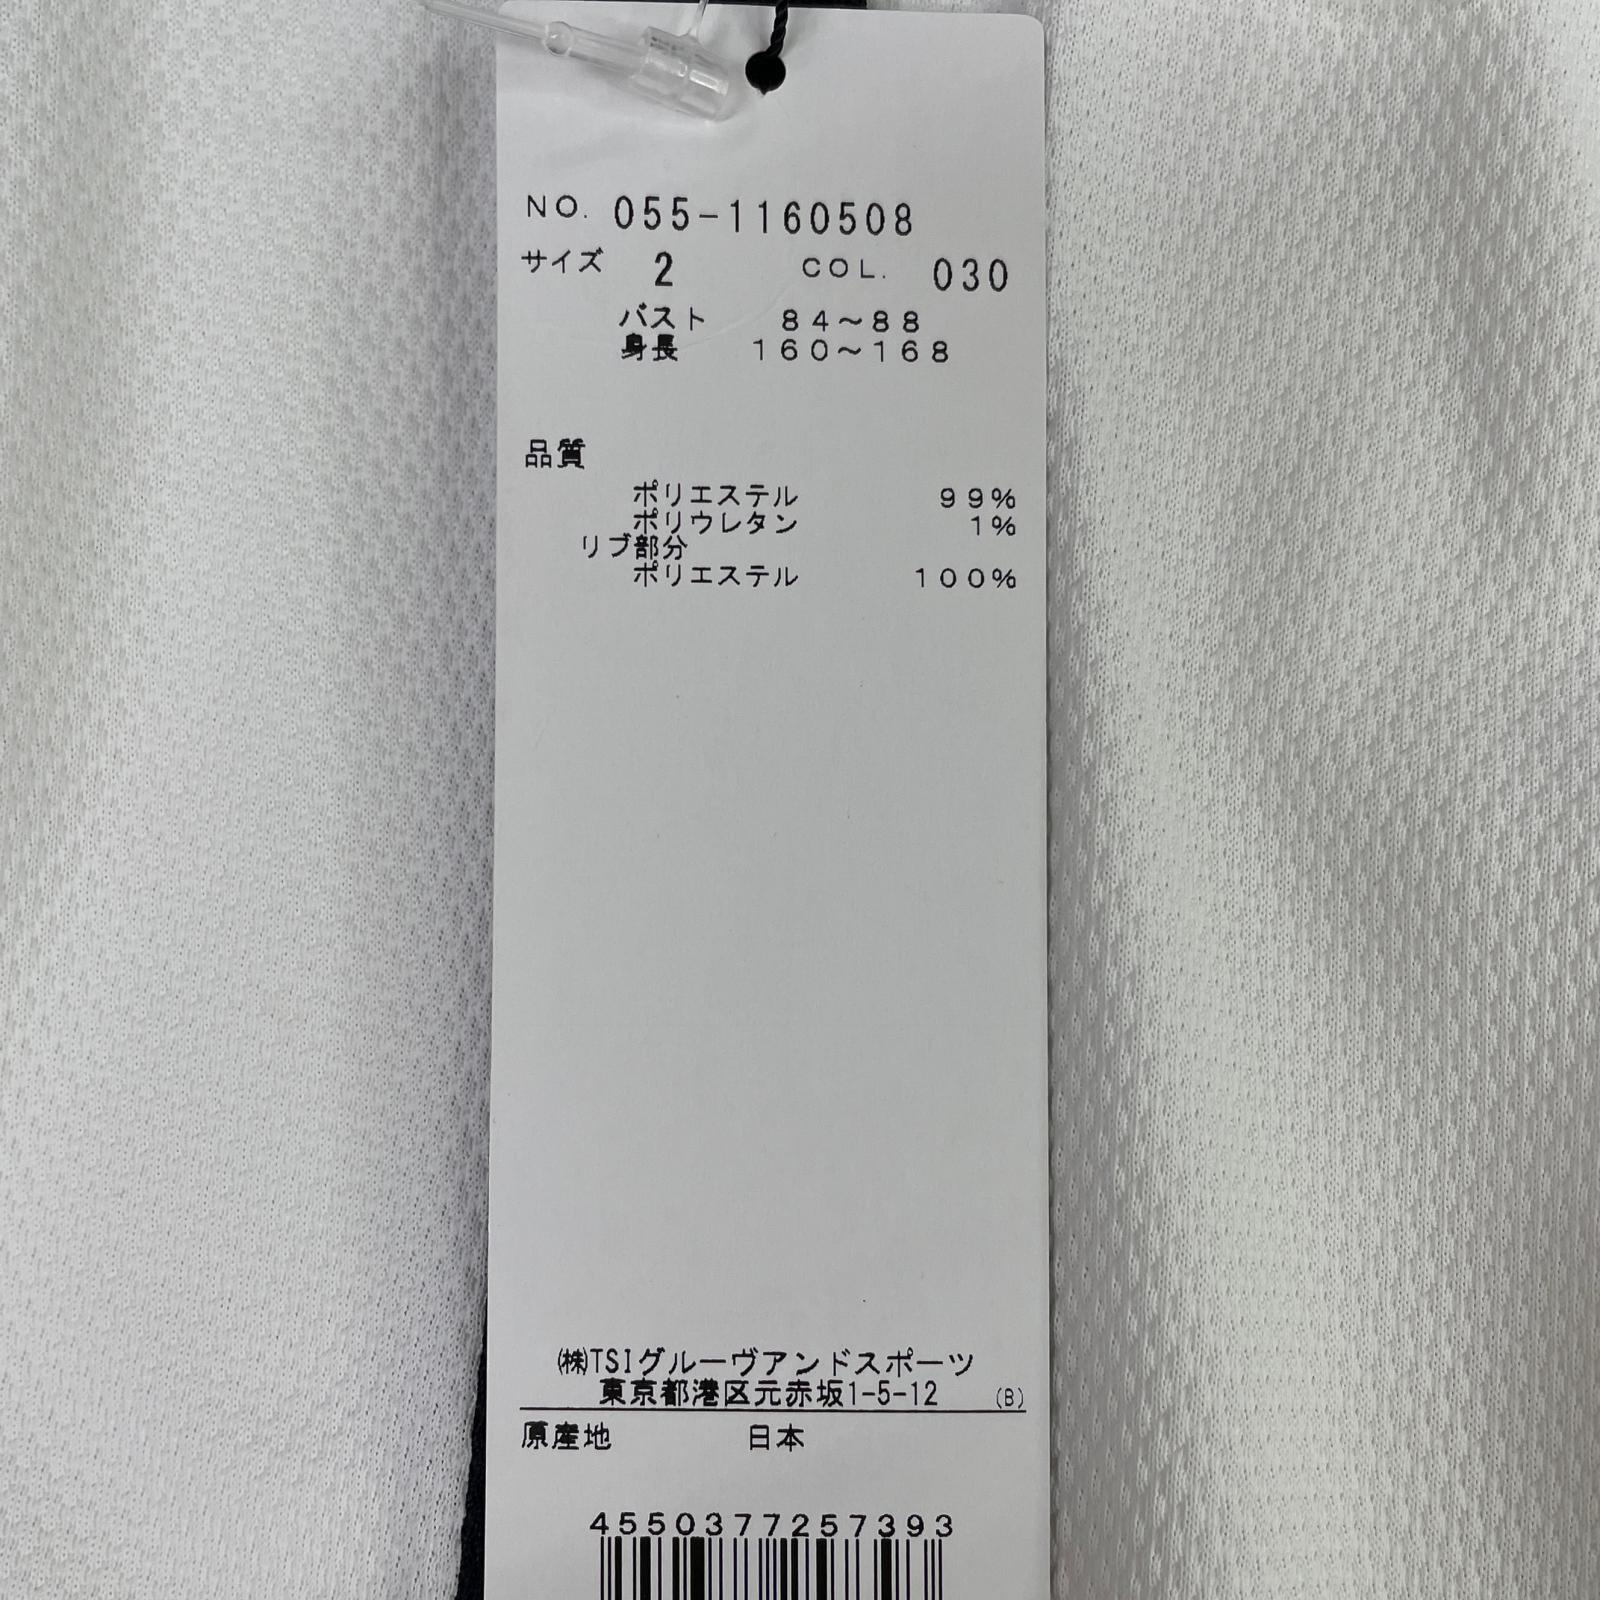 NO. 055-1160508
サイズ 2 COL. 030
バスト 84～88
身長 160～168
品質
ポリエステル 99%
ポリウレタン 1%
リブ部分
ポリエステル 100%
㈱TSIグルーヴアンドスポーツ
東京都港区元赤坂1-5-12 (B)
原産地 日本
4550377257393